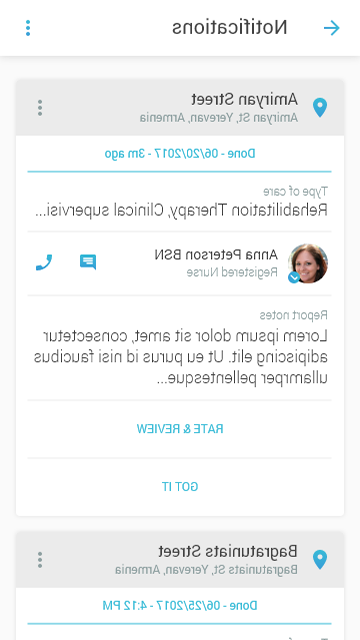 Notifications
Amiryan Street
Amiryan St, Yerevan, Armenia
Done - 06/20/2017 - 3m ago
Type of care
Rehabilitation Therapy, Clinical supervisi...
Anna Peterson BSN
Registered Nurse
Report notes
Lorem ipsum dolor sit amet, consectetur
adipiscing elit. Ut eu purus id nisi faucibus
ullamrper pellentesque...
RATE & REVIEW
GOT IT
Bagratuniats Street
Bagratuniats St, Yerevan, Armenia
Done - 06/25/2017 - 4:12 PM